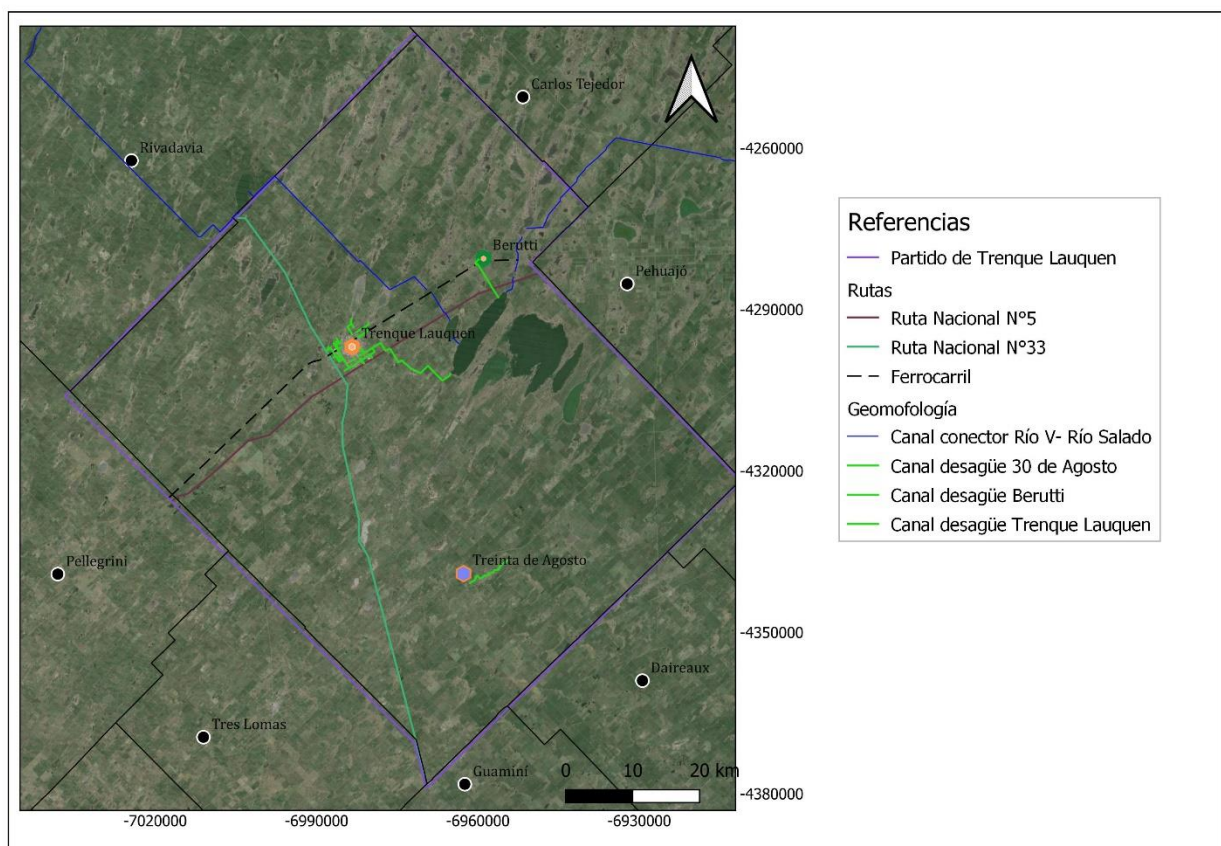 Carlos Tejedor
Rivadavia
Berutti
Pehuajó
Trenque Lauquen
Treinta de Agosto
Pellegrini
Daireaux
Tres Lomas
Guaminí
0 10 20 km
-4260000
-4290000
-4320000
-4350000
-4380000
-7020000 -6990000 -6960000 -6930000
Referencias
Partido de Trenque Lauquen
Rutas
Ruta Nacional N°5
Ruta Nacional N°33
Ferrocarril
Geomofología
Canal conector Río V- Río Salado
Canal desagüe 30 de Agosto
Canal desagüe Berutti
Canal desagüe Trenque Lauquen